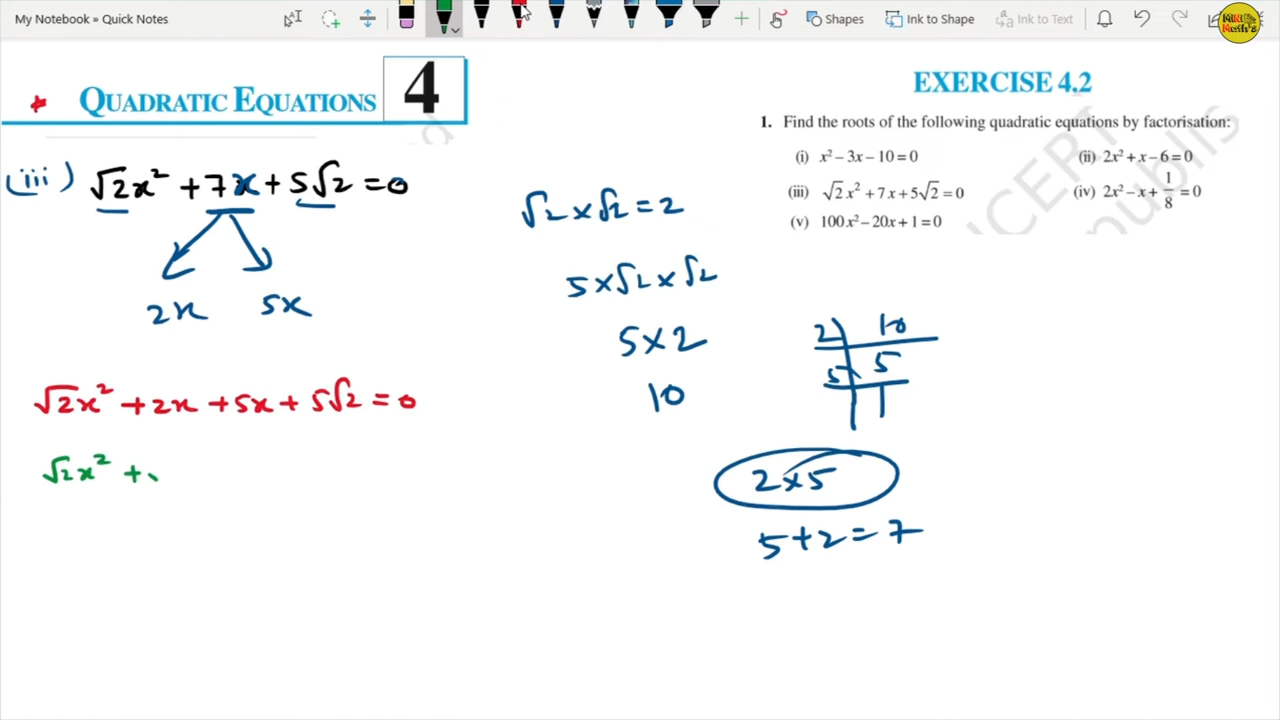 My Notebook » Quick Notes
Shapes
Ink to Shape
Ink to Text
QUADRATIC EQUATIONS 4
(iii) √2x² + 7x + 5√2 = 0
2x 5x
√2x² + 2x + 5x + 5√2 = 0
√2x² +
√2 × √2 = 2
5 × √2 × √2
5 × 2
10
2 10
5 5
1
2 × 5
5 + 2 = 7
EXERCISE 4.2
1. Find the roots of the following quadratic equations by factorisation:
(i) x² – 3x – 10 = 0 (ii) 2x² + x – 6 = 0
(iii) √2 x² + 7x + 5√2 = 0 (iv) 2x² – x + 1/8 = 0
(v) 100x² – 20x + 1 = 0